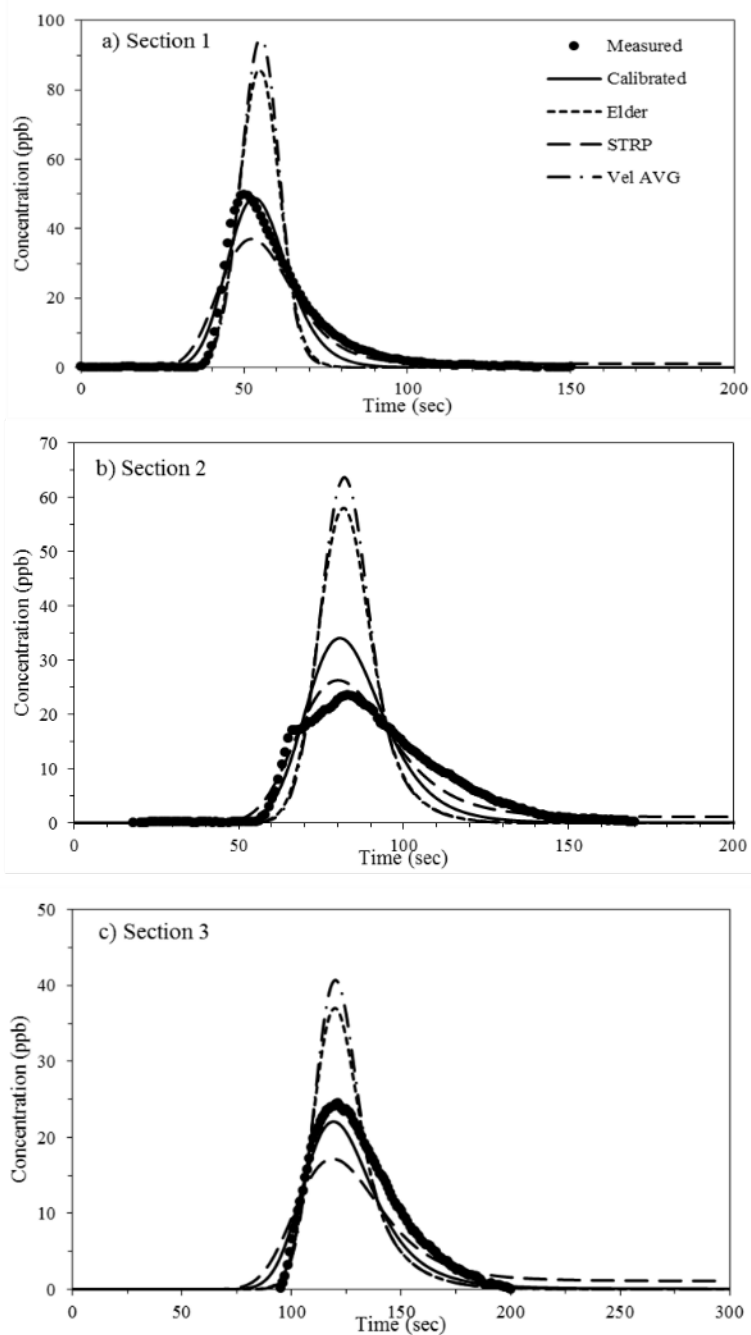 a) Section 1
Measured
Calibrated
Elder
STRP
Vel AVG
Concentration (ppb)
100
80
60
40
20
0
0 50 100 150 200
Time (sec)
b) Section 2
Concentration (ppb)
70
60
50
40
30
20
10
0
0 50 100 150 200
Time (sec)
c) Section 3
Concentration (ppb)
50
40
30
20
10
0
0 50 100 150 200 250 300
Time (sec)